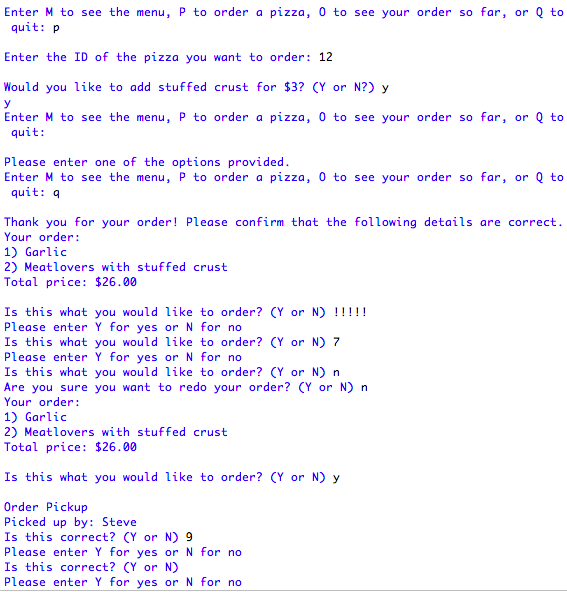 Enter M to see the menu, P to order a pizza, O to see your order so far, or Q to
quit: p
Enter the ID of the pizza you want to order: 12
Would you like to add stuffed crust for $3? (Y or N?) y
y
Enter M to see the menu, P to order a pizza, O to see your order so far, or Q to
quit:
Please enter one of the options provided.
Enter M to see the menu, P to order a pizza, O to see your order so far, or Q to
quit: q
Thank you for your order! Please confirm that the following details are correct.
Your order:
1) Garlic
2) Meatlovers with stuffed crust
Total price: $26.00
Is this what you would like to order? (Y or N) !!!!!
Please enter Y for yes or N for no
Is this what you would like to order? (Y or N) 7
Please enter Y for yes or N for no
Is this what you would like to order? (Y or N) n
Are you sure you want to redo your order? (Y or N) n
Your order:
1) Garlic
2) Meatlovers with stuffed crust
Total price: $26.00
Is this what you would like to order? (Y or N) y
Order Pickup
Picked up by: Steve
Is this correct? (Y or N) 9
Please enter Y for yes or N for no
Is this correct? (Y or N)
Please enter Y for yes or N for no